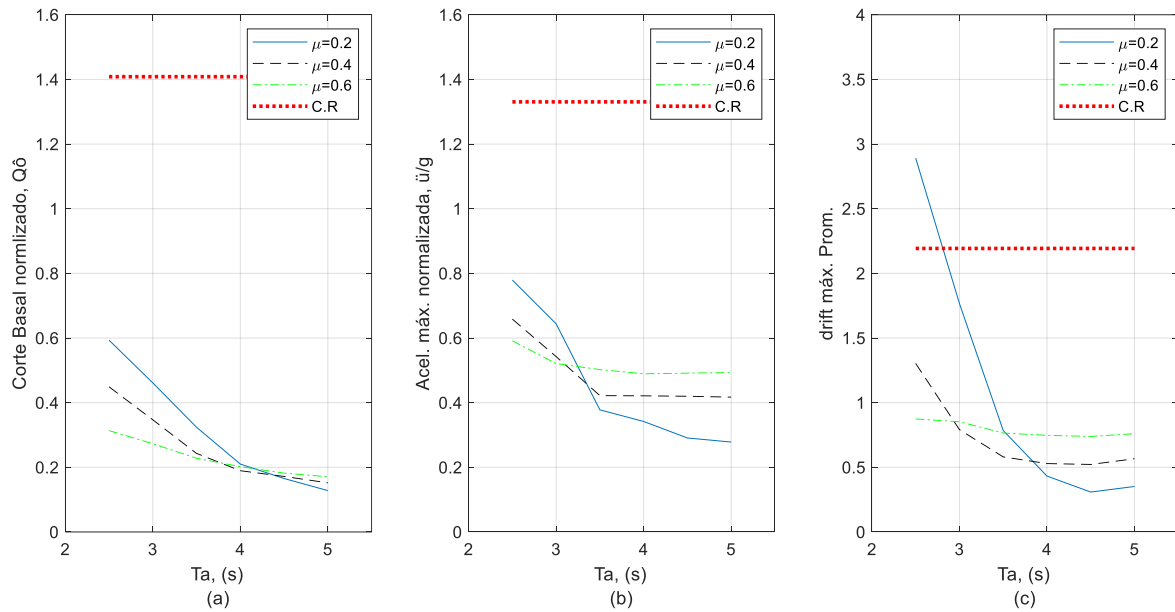 1.6
1.4
1.2
1
0.8
0.6
0.4
0.2
0
2
3
4
5
Corte Basal normlizado, Qô
Ta, (s)
(a)
μ=0.2
μ=0.4
μ=0.6
C.R
1.6
1.4
1.2
1
0.8
0.6
0.4
0.2
0
2
3
4
5
Acel. máx. normalizada, ü/g
Ta, (s)
(b)
μ=0.2
μ=0.4
μ=0.6
C.R
4
3.5
3
2.5
2
1.5
1
0.5
0
2
3
4
5
drift máx. Prom.
Ta, (s)
(c)
μ=0.2
μ=0.4
μ=0.6
C.R